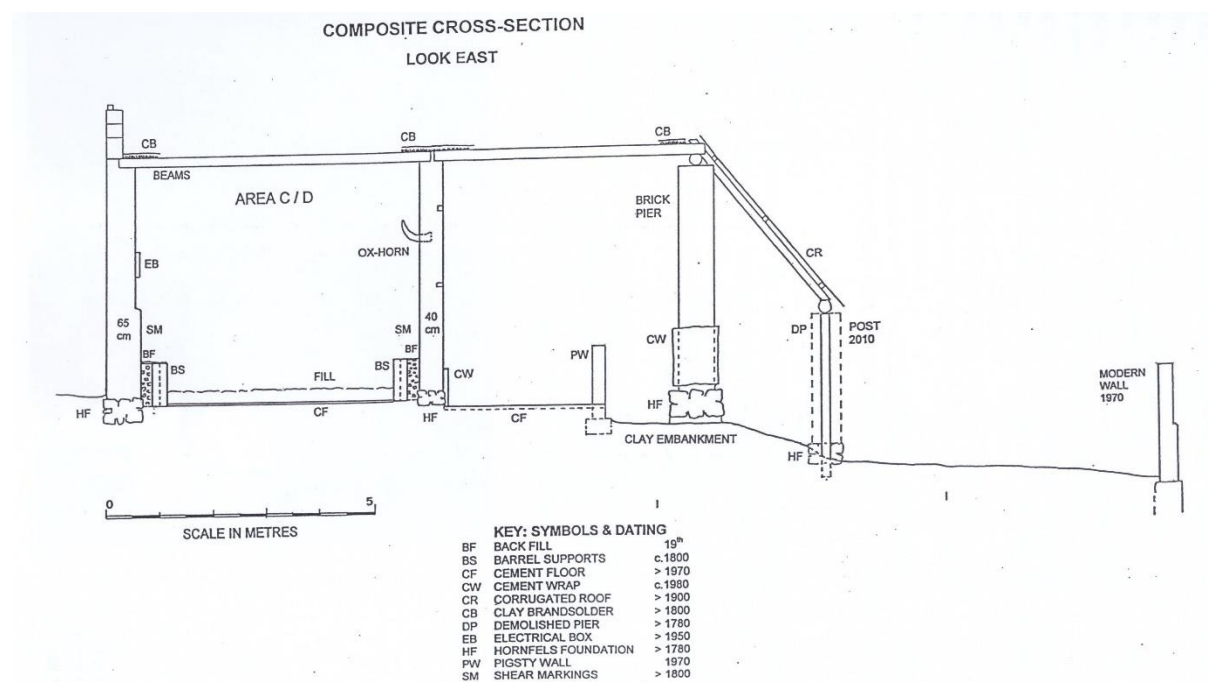 COMPOSITE CROSS-SECTION
LOOK EAST
CB
CB
CB
BEAMS
AREA C / D
BRICK
PIER
OX-HORN
EB
CR
65
cm
SM
BF
BS
FILL
CF
HF
SM
BF
BS
40
cm
CW
HF
CF
PW
CW
HF
CLAY EMBANKMENT
DP
POST
2010
HF
MODERN
WALL
1970
0
5
SCALE IN METRES
KEY: SYMBOLS & DATING
BF BACK FILL 19th
BS BARREL SUPPORTS c.1800
CF CEMENT FLOOR > 1970
CW CEMENT WRAP c.1980
CR CORRUGATED ROOF > 1900
CB CLAY BRANDSOLDER > 1800
DP DEMOLISHED PIER > 1780
EB ELECTRICAL BOX > 1950
HF HORNFELS FOUNDATION > 1780
PW PIGSTY WALL 1970
SM SHEAR MARKINGS > 1800